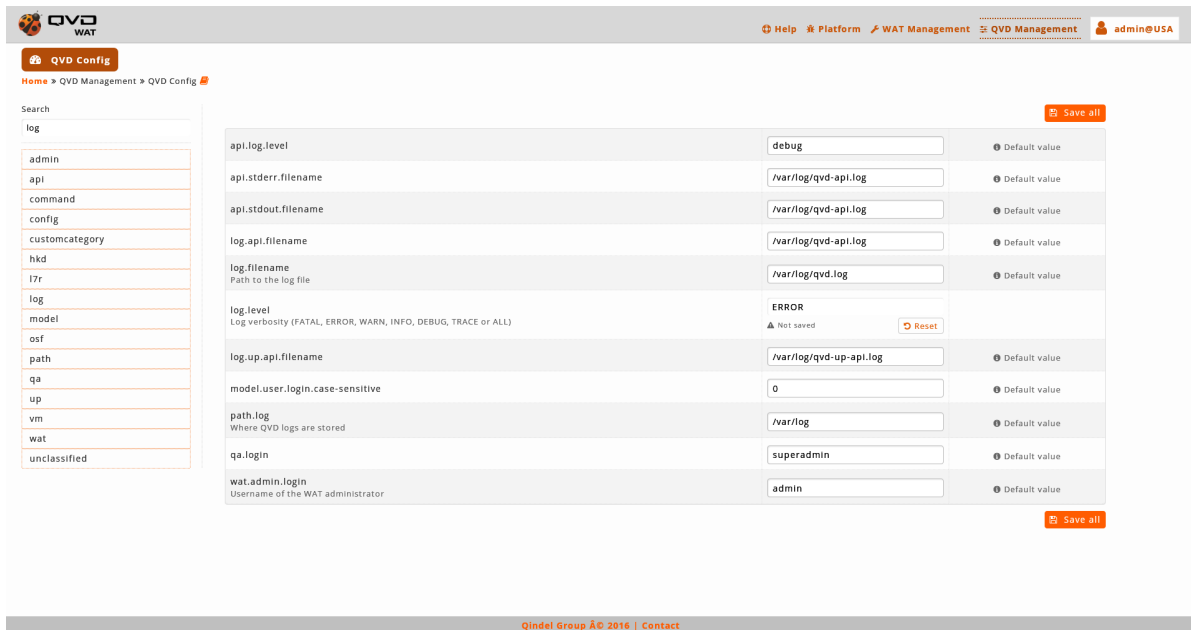 QVD
WAT
Help Platform WAT Management QVD Management admin@USA
QVD Config
Home » QVD Management » QVD Config
Search
log
admin
api
command
config
customcategory
hkd
l7r
log
model
osf
path
qa
up
vm
wat
unclassified
Save all
api.log.level debug Default value
api.stderr.filename /var/log/qvd-api.log Default value
api.stdout.filename /var/log/qvd-api.log Default value
log.api.filename /var/log/qvd-api.log Default value
log.filename /var/log/qvd.log Default value
Path to the log file
log.level ERROR
Log verbosity (FATAL, ERROR, WARN, INFO, DEBUG, TRACE or ALL) Not saved Reset
log.up.api.filename /var/log/qvd-up-api.log Default value
model.user.login.case-sensitive 0 Default value
path.log /var/log Default value
Where QVD logs are stored
qa.login superadmin Default value
wat.admin.login admin Default value
Username of the WAT administrator
Save all
Qindel Group Â© 2016 | Contact